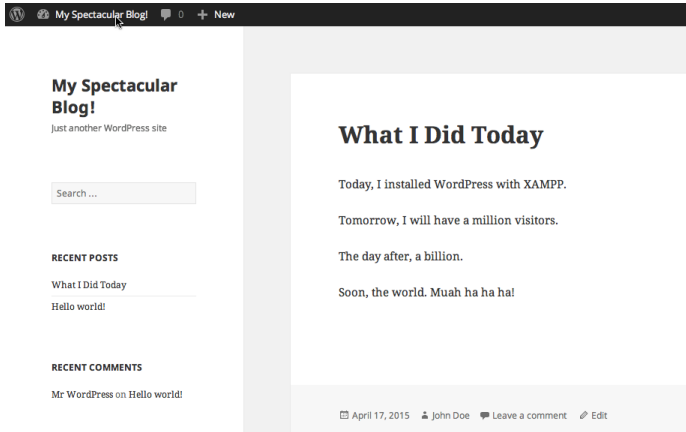 My Spectacular Blog! 0 New
My Spectacular
Blog!
Just another WordPress site
Search ...
RECENT POSTS
What I Did Today
Hello world!
RECENT COMMENTS
Mr WordPress on Hello world!
What I Did Today
Today, I installed WordPress with XAMPP.
Tomorrow, I will have a million visitors.
The day after, a billion.
Soon, the world. Muah ha ha ha!
April 17, 2015 John Doe Leave a comment Edit